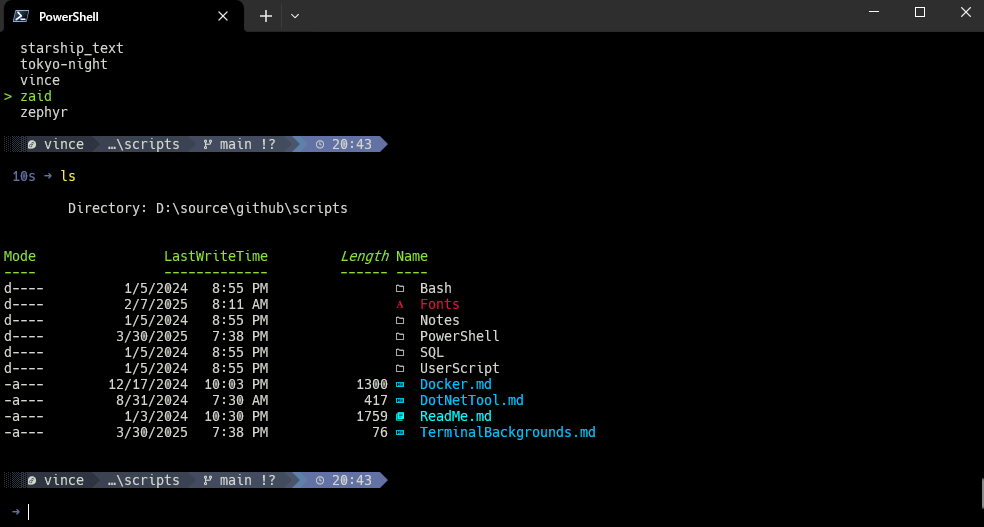 PowerShell
starship_text
tokyo-night
vince
> zaid
zephyr
vince …\scripts main !? 20:43
10s → ls
Directory: D:\source\github\scripts
Mode LastWriteTime Length Name
---- ------------- ------ ----
d---- 1/5/2024 8:55 PM Bash
d---- 2/7/2025 8:11 AM Fonts
d---- 1/5/2024 8:55 PM Notes
d---- 3/30/2025 7:38 PM PowerShell
d---- 1/5/2024 8:55 PM SQL
d---- 1/5/2024 8:55 PM UserScript
-a--- 12/17/2024 10:03 PM 1300 Docker.md
-a--- 8/31/2024 7:30 AM 417 DotNetTool.md
-a--- 1/3/2024 10:30 PM 1759 ReadMe.md
-a--- 3/30/2025 7:38 PM 76 TerminalBackgrounds.md
vince …\scripts main !? 20:43
→